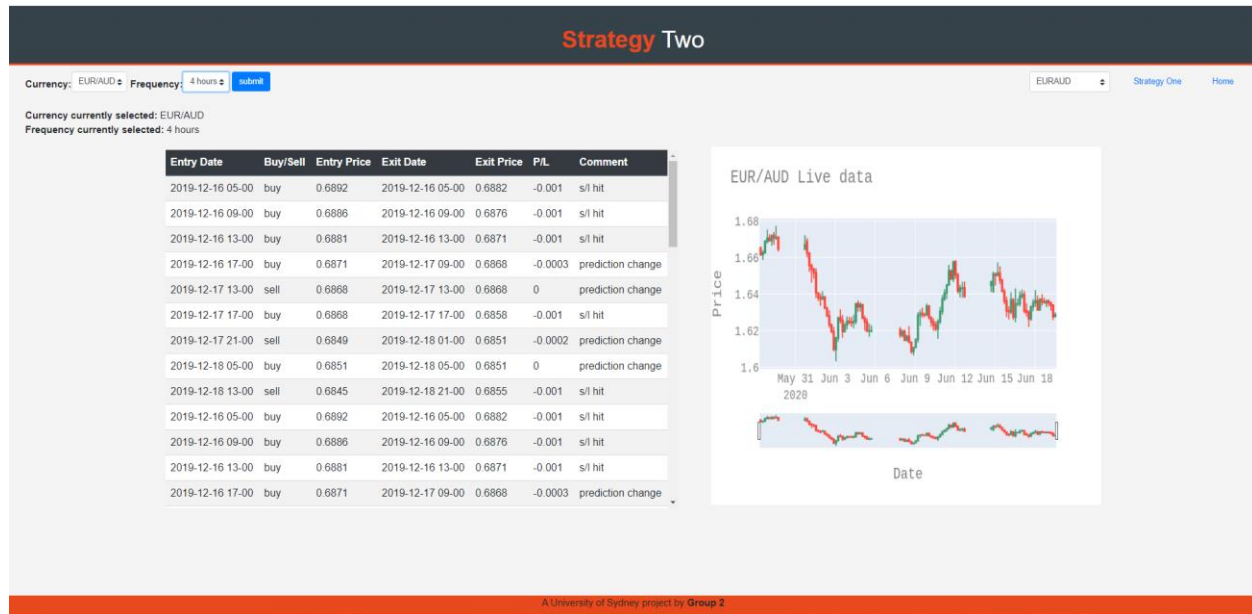 Strategy Two
Currency: EUR/AUD Frequency: 4 hours submit
EURAUD Strategy One Home
Currency currently selected: EUR/AUD
Frequency currently selected: 4 hours
Entry Date Buy/Sell Entry Price Exit Date Exit Price P/L Comment
2019-12-16 05-00 buy 0.6892 2019-12-16 05-00 0.6882 -0.001 s/l hit
2019-12-16 09-00 buy 0.6886 2019-12-16 09-00 0.6876 -0.001 s/l hit
2019-12-16 13-00 buy 0.6881 2019-12-16 13-00 0.6871 -0.001 s/l hit
2019-12-16 17-00 buy 0.6871 2019-12-17 09-00 0.6868 -0.0003 prediction change
2019-12-17 13-00 sell 0.6868 2019-12-17 13-00 0.6868 0 prediction change
2019-12-17 17-00 buy 0.6868 2019-12-17 17-00 0.6858 -0.001 s/l hit
2019-12-17 21-00 sell 0.6849 2019-12-18 01-00 0.6851 -0.0002 prediction change
2019-12-18 05-00 buy 0.6851 2019-12-18 05-00 0.6851 0 prediction change
2019-12-18 13-00 sell 0.6845 2019-12-18 21-00 0.6855 -0.001 s/l hit
2019-12-16 05-00 buy 0.6892 2019-12-16 05-00 0.6882 -0.001 s/l hit
2019-12-16 09-00 buy 0.6886 2019-12-16 09-00 0.6876 -0.001 s/l hit
2019-12-16 13-00 buy 0.6881 2019-12-16 13-00 0.6871 -0.001 s/l hit
2019-12-16 17-00 buy 0.6871 2019-12-17 09-00 0.6868 -0.0003 prediction change
EUR/AUD Live data
Price
1.68
1.66
1.64
1.62
1.6
May 31 Jun 3 Jun 6 Jun 9 Jun 12 Jun 15 Jun 18
2020
Date
A University of Sydney project by Group 2